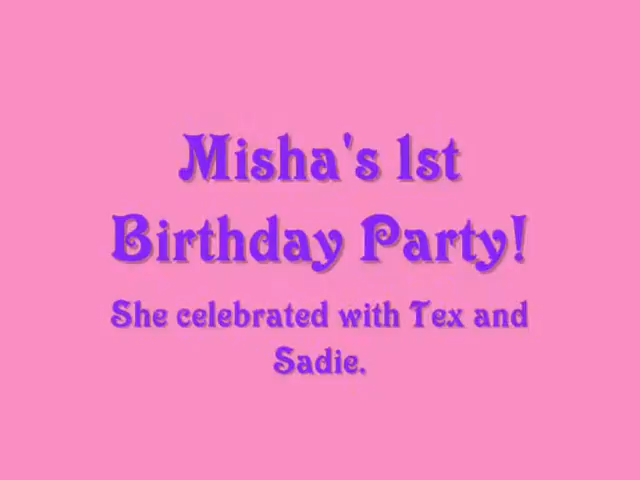 Misha's 1st
Birthday Party!
She celebrated with Tex and
Sadie.